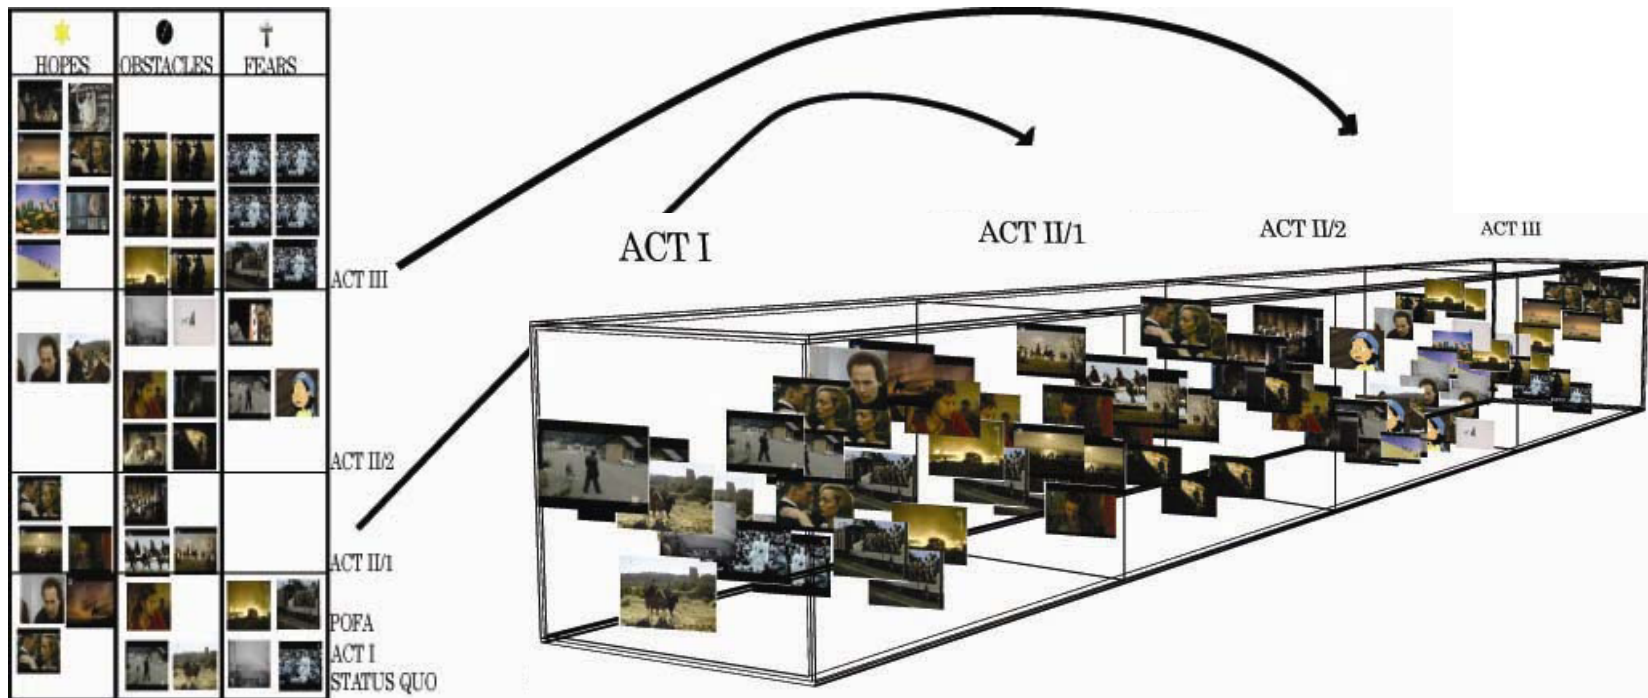 HOPES OBSTACLES FEARS
ACT III
ACT II/2
ACT II/1
POFA
ACT I
STATUS QUO
ACT I
ACT II/1
ACT II/2
ACT III